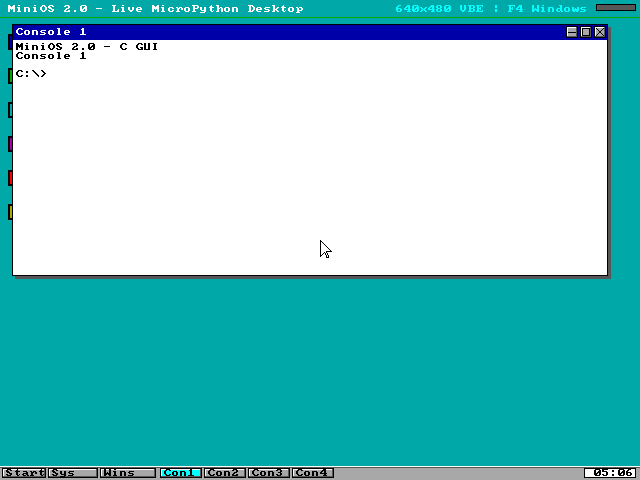 MiniOS 2.0 - Live MicroPython Desktop
640x480 VBE | F4 Windows
Console 1
MiniOS 2.0 - C GUI
Console 1
C:\>
Start
Sys
Wins
Con1
Con2
Con3
Con4
05:06